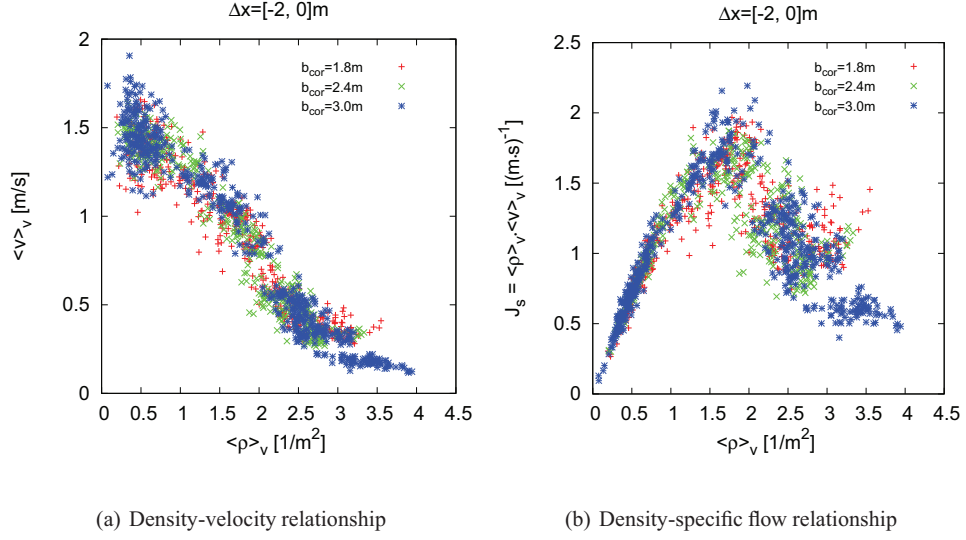 Δx=[-2, 0]m
<v>_v [m/s]
2
1.5
1
0.5
0
b_cor=1.8m
b_cor=2.4m
b_cor=3.0m
0 0.5 1 1.5 2 2.5 3 3.5 4 4.5
<ρ>_v [1/m²]
(a) Density-velocity relationship
Δx=[-2, 0]m
J_s = <ρ>_v.<v>_v [(m·s)⁻¹]
2.5
2
1.5
1
0.5
0
b_cor=1.8m
b_cor=2.4m
b_cor=3.0m
0 0.5 1 1.5 2 2.5 3 3.5 4 4.5
<ρ>_v [1/m²]
(b) Density-specific flow relationship